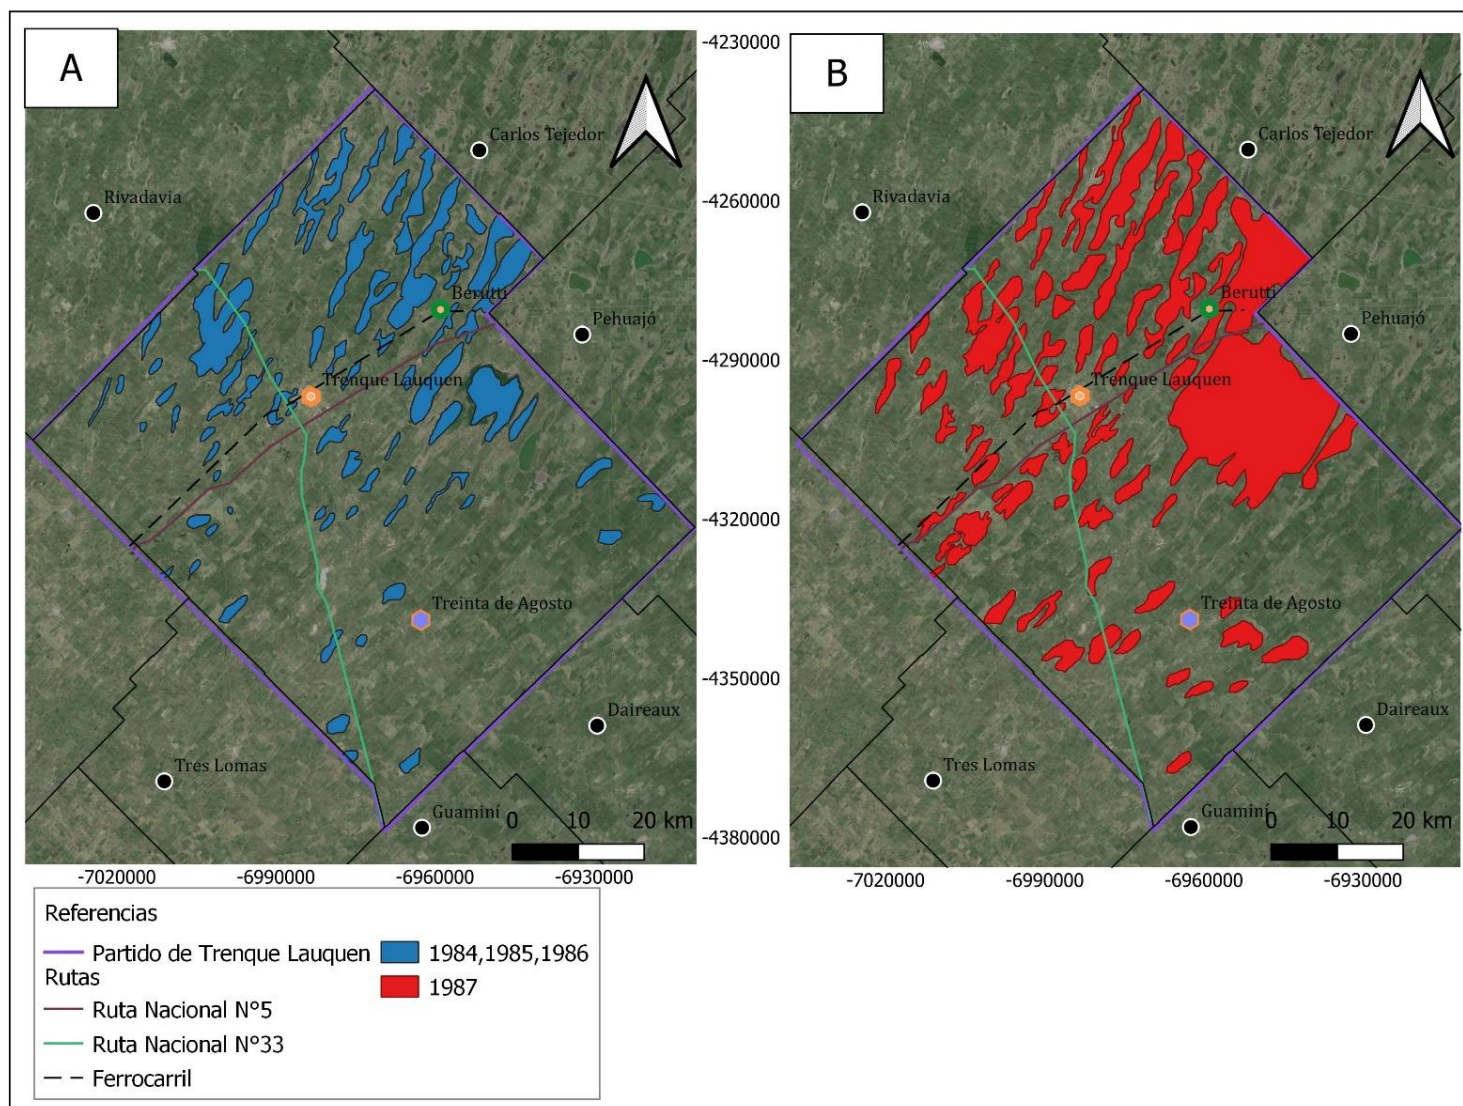 A
B
-4230000
-4260000
-4290000
-4320000
-4350000
-4380000
Carlos Tejedor
Rivadavia
Berutti
Pehuajó
Trenque Lauquen
Treinta de Agosto
Daireaux
Tres Lomas
Guaminí
0 10 20 km
-7020000 -6990000 -6960000 -6930000
Carlos Tejedor
Rivadavia
Berutti
Pehuajó
Trenque Lauquen
Treinta de Agosto
Daireaux
Tres Lomas
Guaminí
0 10 20 km
-7020000 -6990000 -6960000 -6930000
Referencias
Partido de Trenque Lauquen
Rutas
Ruta Nacional N°5
Ruta Nacional N°33
Ferrocarril
1984,1985,1986
1987